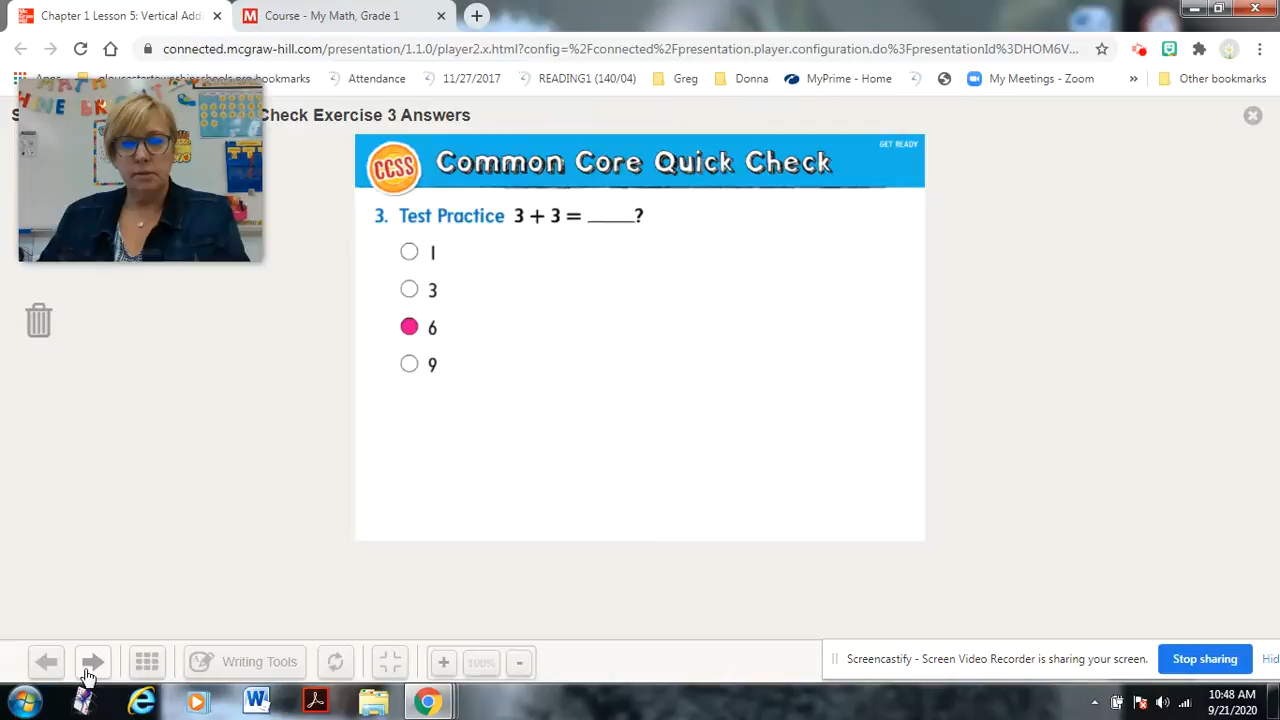 Chapter 1 Lesson 5: Vertical Add
Course - My Math, Grade 1
connected.mcgraw-hill.com/presentation/1.1.0/player2.x.html?config=%2Fconnected%2Fpresentation.player.configuration.do%3FpresentationId%3DHOM6V...
Attendance
11/27/2017
READING1 (140/04)
Greg
Donna
MyPrime - Home
My Meetings - Zoom
»
Other bookmarks
Check Exercise 3 Answers
CCSS
Common Core Quick Check
GET READY
3. Test Practice 3 + 3 = ____?
1
3
6
9
Writing Tools
+
100%
-
Screencastify - Screen Video Recorder is sharing your screen.
Stop sharing
Hid
10:48 AM
9/21/2020